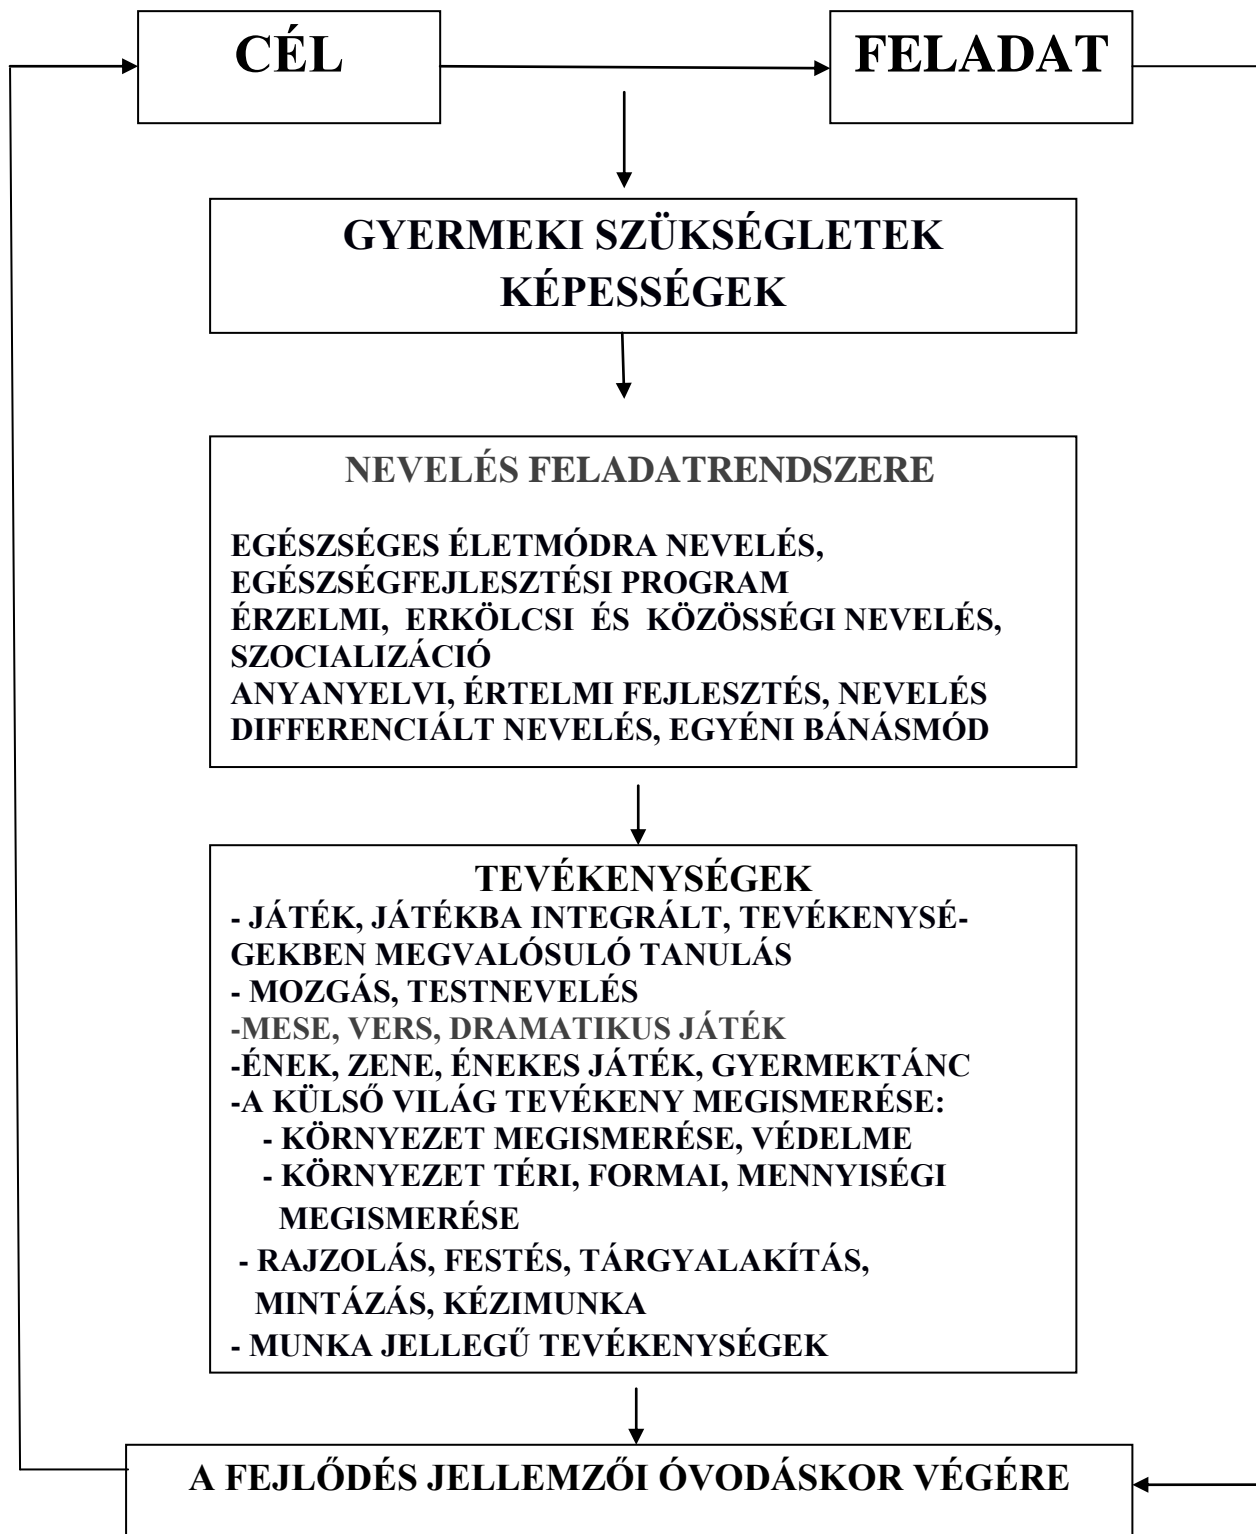 CÉL
FELADAT
GYERMEKI SZÜKSÉGLETEK
KÉPESSÉGEK
NEVELÉS FELADATRENDSZERE
EGÉSZSÉGES ÉLETMÓDRA NEVELÉS,
EGÉSZSÉGFEJLESZTÉSI PROGRAM
ÉRZELMI, ERKÖLCSI ÉS KÖZÖSSÉGI NEVELÉS,
SZOCIALIZÁCIÓ
ANYANYELVI, ÉRTELMI FEJLESZTÉS, NEVELÉS
DIFFERENCIÁLT NEVELÉS, EGYÉNI BÁNÁSMÓD
TEVÉKENYSÉGEK
- JÁTÉK, JÁTÉKBA INTEGRÁLT, TEVÉKENYSÉ-
GEKBEN MEGVALÓSULÓ TANULÁS
- MOZGÁS, TESTNEVELÉS
-MESE, VERS, DRAMATIKUS JÁTÉK
-ÉNEK, ZENE, ÉNEKES JÁTÉK, GYERMEKTÁNC
-A KÜLSŐ VILÁG TEVÉKENY MEGISMERÉSE:
- KÖRNYEZET MEGISMERÉSE, VÉDELME
- KÖRNYEZET TÉRI, FORMAI, MENNYISÉGI
MEGISMERÉSE
- RAJZOLÁS, FESTÉS, TÁRGYALAKÍTÁS,
MINTÁZÁS, KÉZIMUNKA
- MUNKA JELLEGŰ TEVÉKENYSÉGEK
A FEJLŐDÉS JELLEMZŐI ÓVODÁSKOR VÉGÉRE